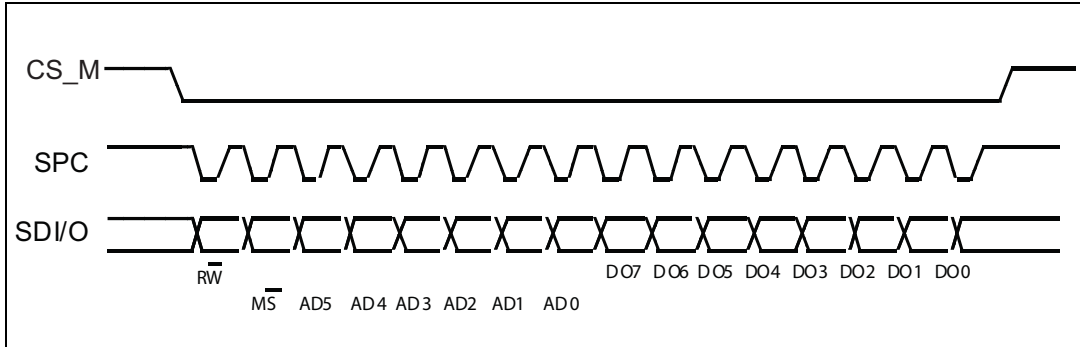 CS_M
SPC
SDI/O
RW
DO7 DO6 DO5 DO4 DO3 DO2 DO1 DO0
MS AD5 AD4 AD3 AD2 AD1 AD0